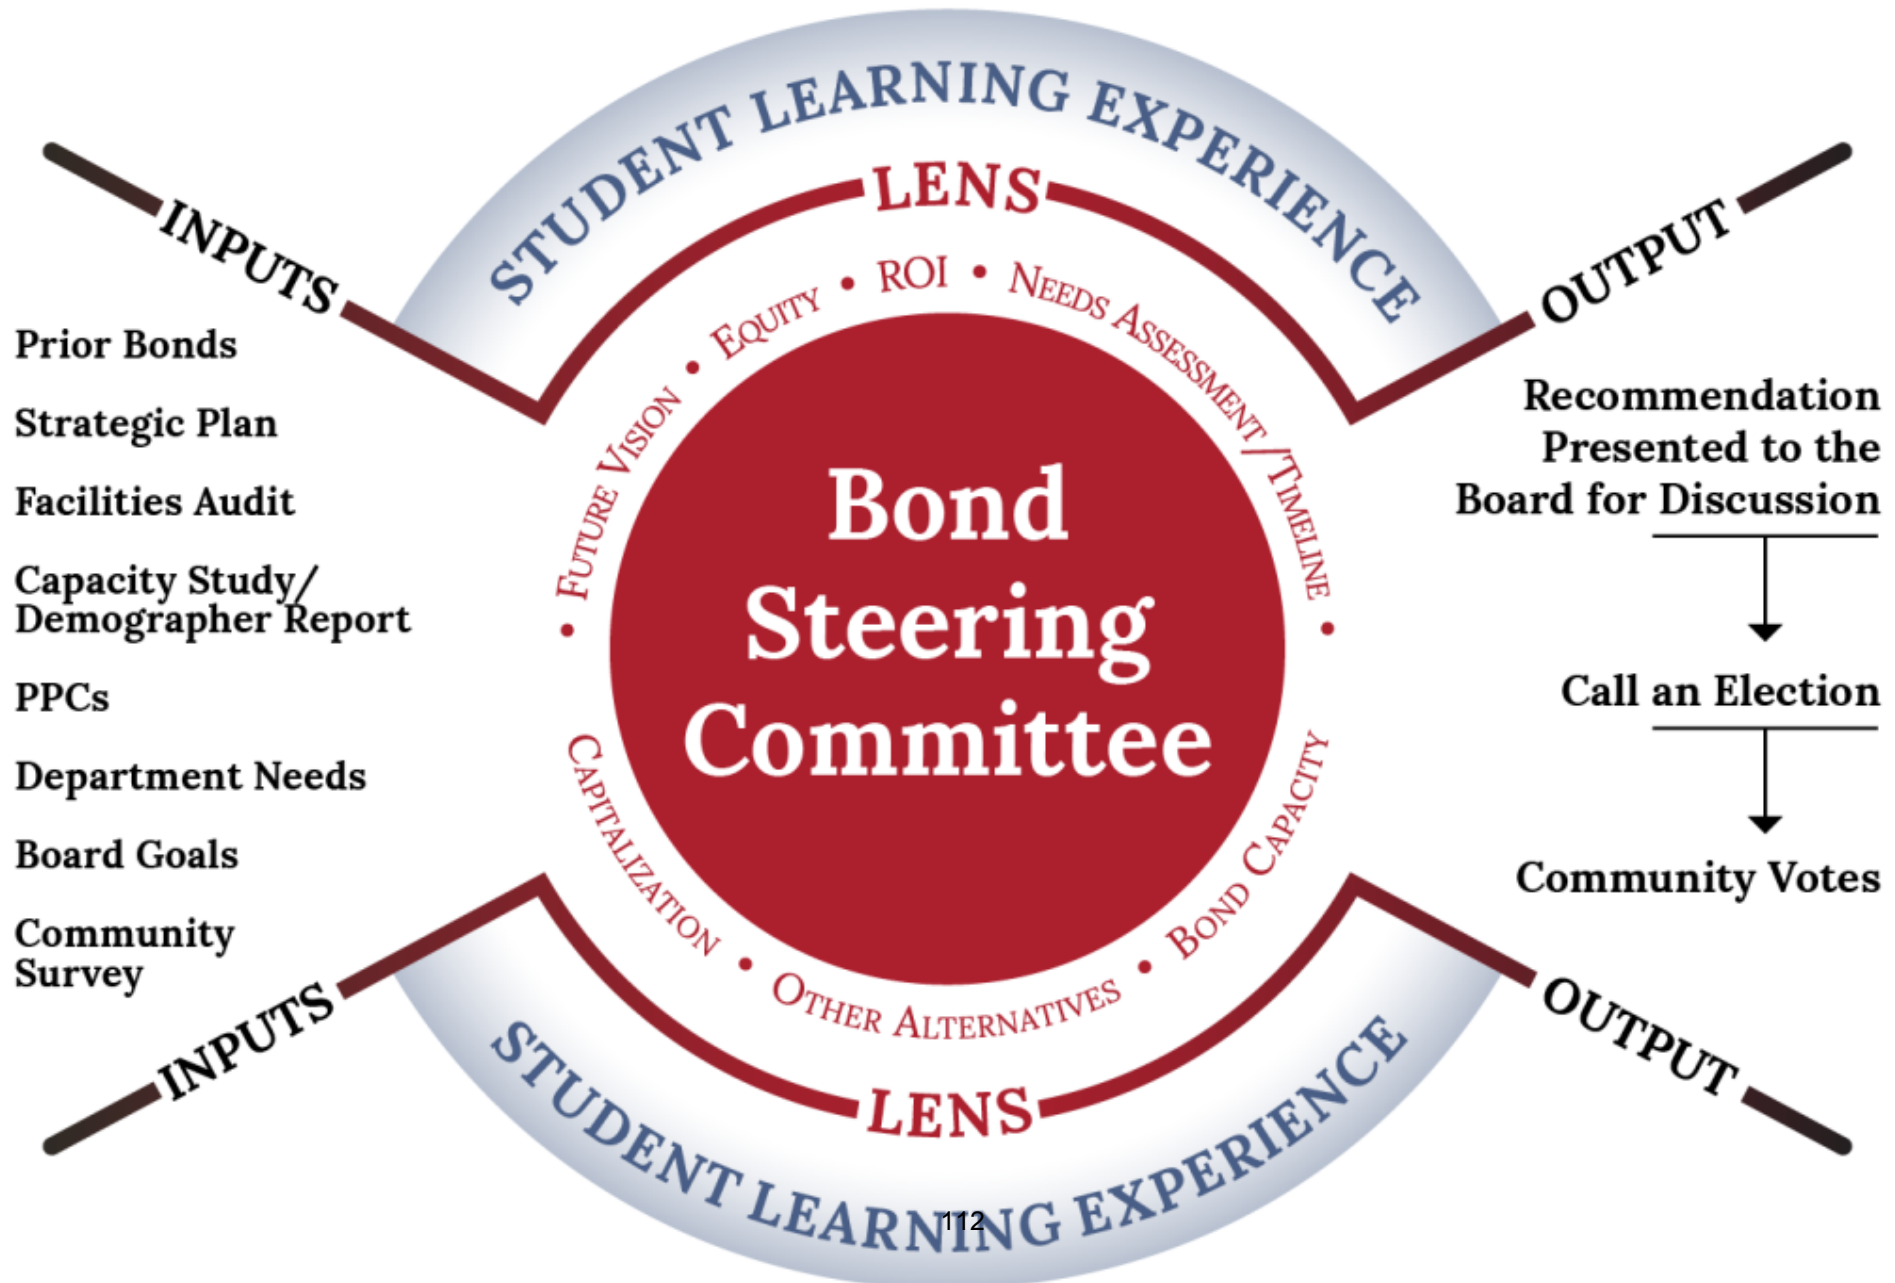 STUDENT LEARNING EXPERIENCE
LENS
INPUTS
OUTPUT
Prior Bonds
Strategic Plan
Facilities Audit
Capacity Study/
Demographer Report
PPCs
Department Needs
Board Goals
Community
Survey
INPUTS
• FUTURE VISION • EQUITY • ROI • NEEDS ASSESSMENT/TIMELINE •
Bond
Steering
Committee
CAPITALIZATION • OTHER ALTERNATIVES • BOND CAPACITY
Recommendation
Presented to the
Board for Discussion
Call an Election
Community Votes
OUTPUT
LENS
STUDENT LEARNING EXPERIENCE
112